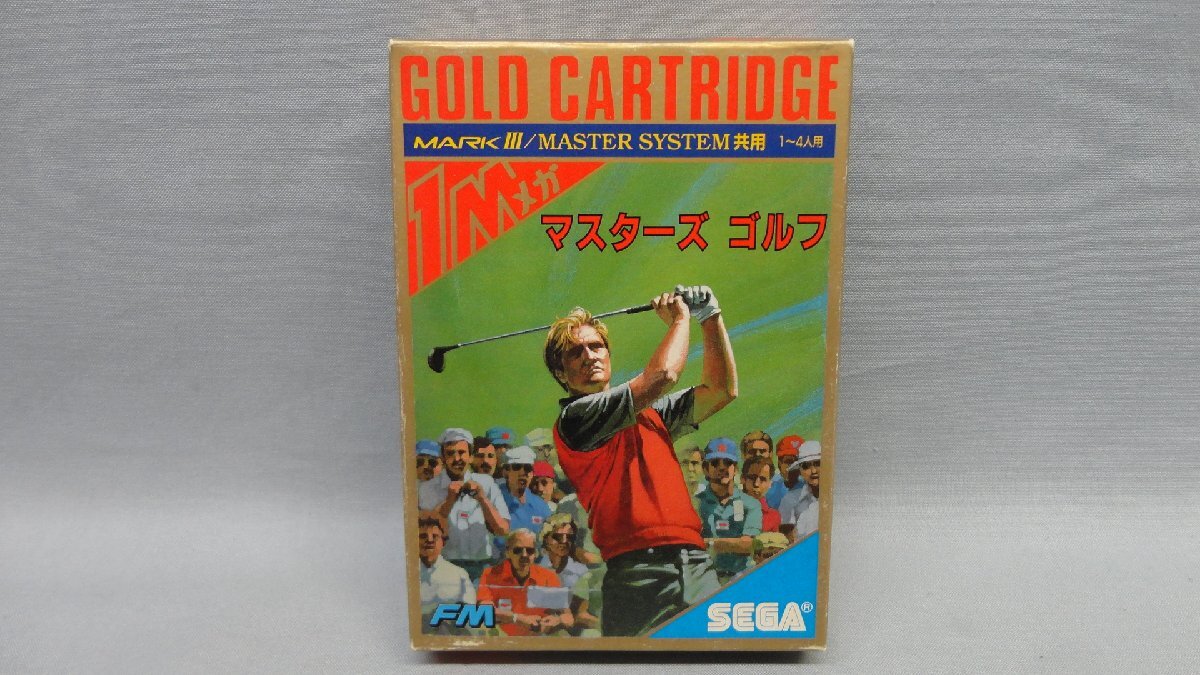 GOLD CARTRIDGE
MARK III/MASTER SYSTEM共用 1〜4人用
1Mメガ
マスターズ ゴルフ
FM
SEGA®